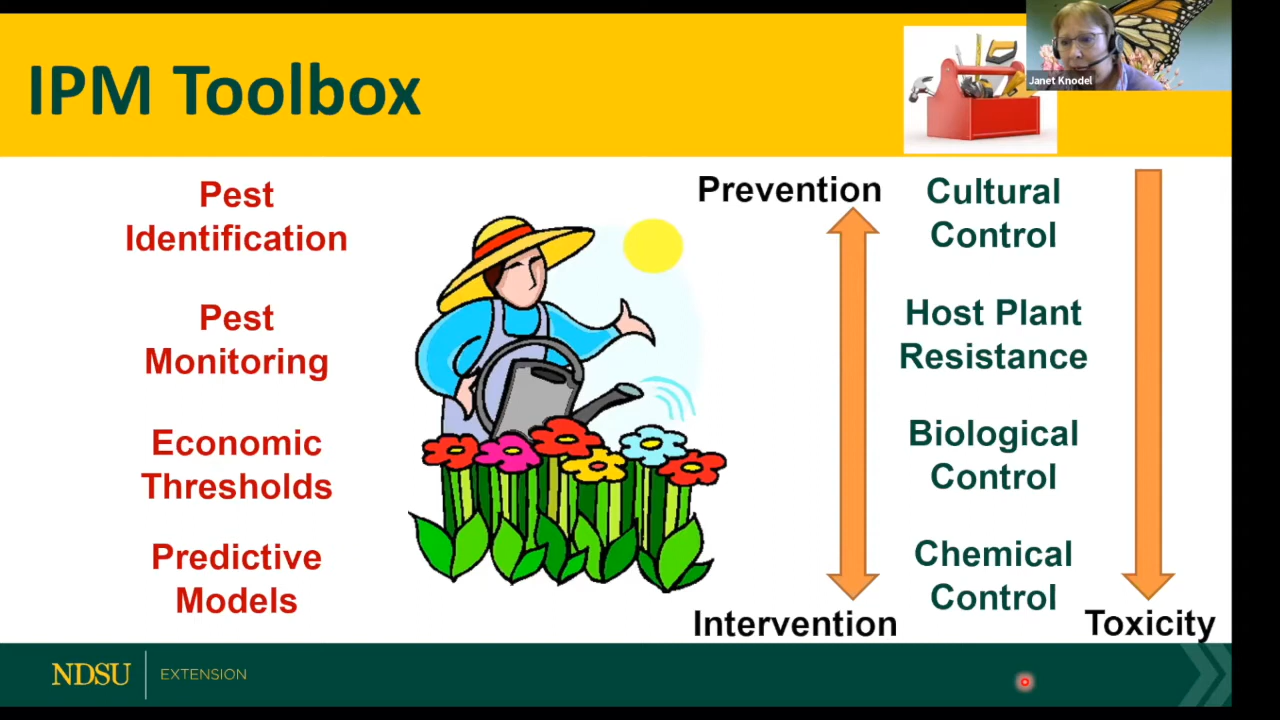 IPM Toolbox
Janet Knodel
Pest
Identification
Pest
Monitoring
Economic
Thresholds
Predictive
Models
Prevention
Intervention
Cultural
Control
Host Plant
Resistance
Biological
Control
Chemical
Control
Toxicity
NDSU
EXTENSION